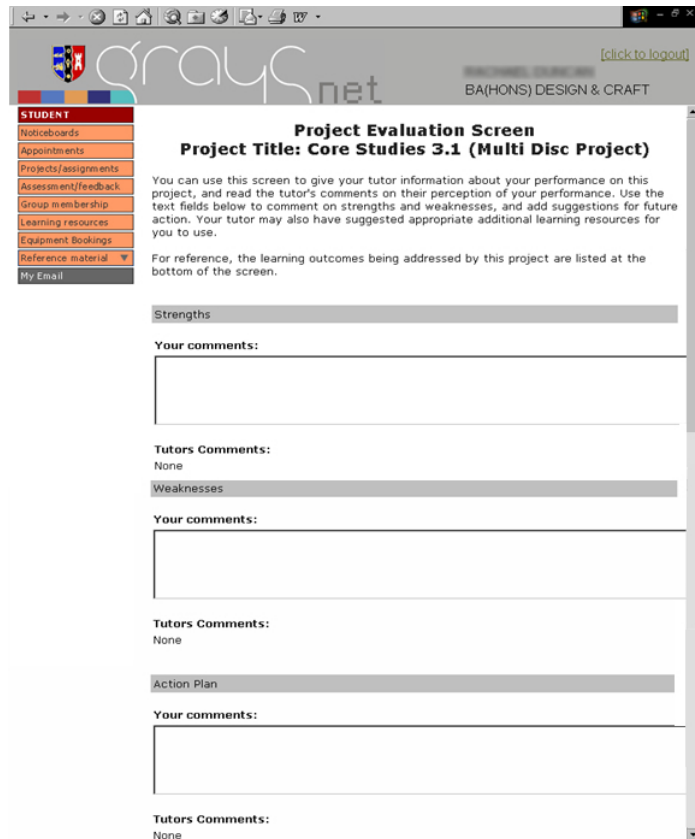 grays
net
[click to logout]
BA(HONS) DESIGN & CRAFT
STUDENT
Noticeboards
Appointments
Projects/assignments
Assessment/feedback
Group membership
Learning resources
Equipment Bookings
Reference material
My Email
Project Evaluation Screen
Project Title: Core Studies 3.1 (Multi Disc Project)
You can use this screen to give your tutor information about your performance on this
project, and read the tutor's comments on their perception of your performance. Use the
text fields below to comment on strengths and weaknesses, and add suggestions for future
action. Your tutor may also have suggested appropriate additional learning resources for
you to use.
For reference, the learning outcomes being addressed by this project are listed at the
bottom of the screen.
Strengths
Your comments:
Tutors Comments:
None
Weaknesses
Your comments:
Tutors Comments:
None
Action Plan
Your comments:
Tutors Comments:
None